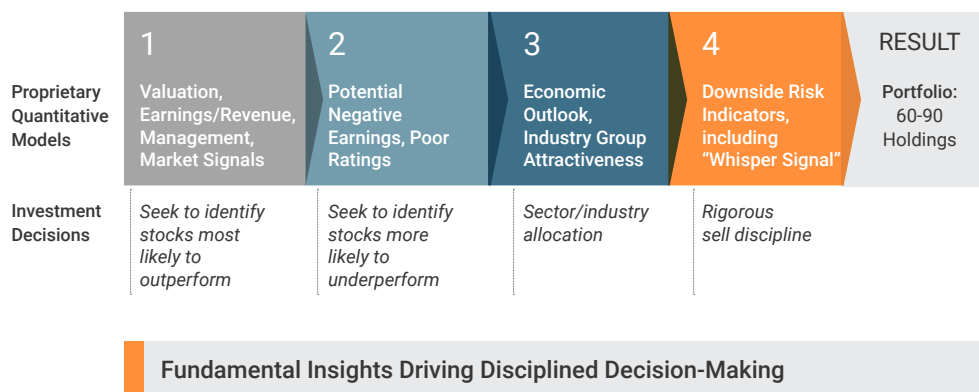 1
2
3
4
RESULT
Proprietary
Quantitative
Models
Valuation,
Earnings/Revenue,
Management,
Market Signals
Potential
Negative
Earnings, Poor
Ratings
Economic
Outlook,
Industry Group
Attractiveness
Downside Risk
Indicators,
including
“Whisper Signal”
Portfolio:
60-90
Holdings
Investment
Decisions
Seek to identify
stocks most
likely to
outperform
Seek to identify
stocks more
likely to
underperform
Sector/industry
allocation
Rigorous
sell discipline
Fundamental Insights Driving Disciplined Decision-Making